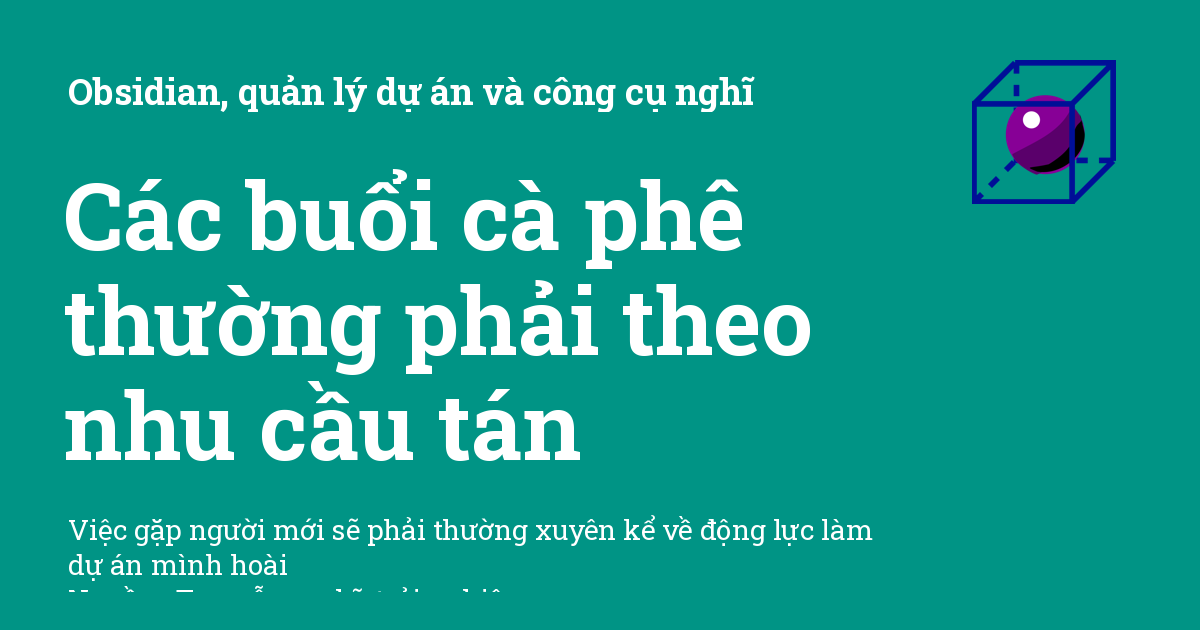 Obsidian, quản lý dự án và công cụ nghĩ
Các buổi cà phê
thường phải theo
nhu cầu tán
Việc gặp người mới sẽ phải thường xuyên kể về động lực làm
dự án mình hoài